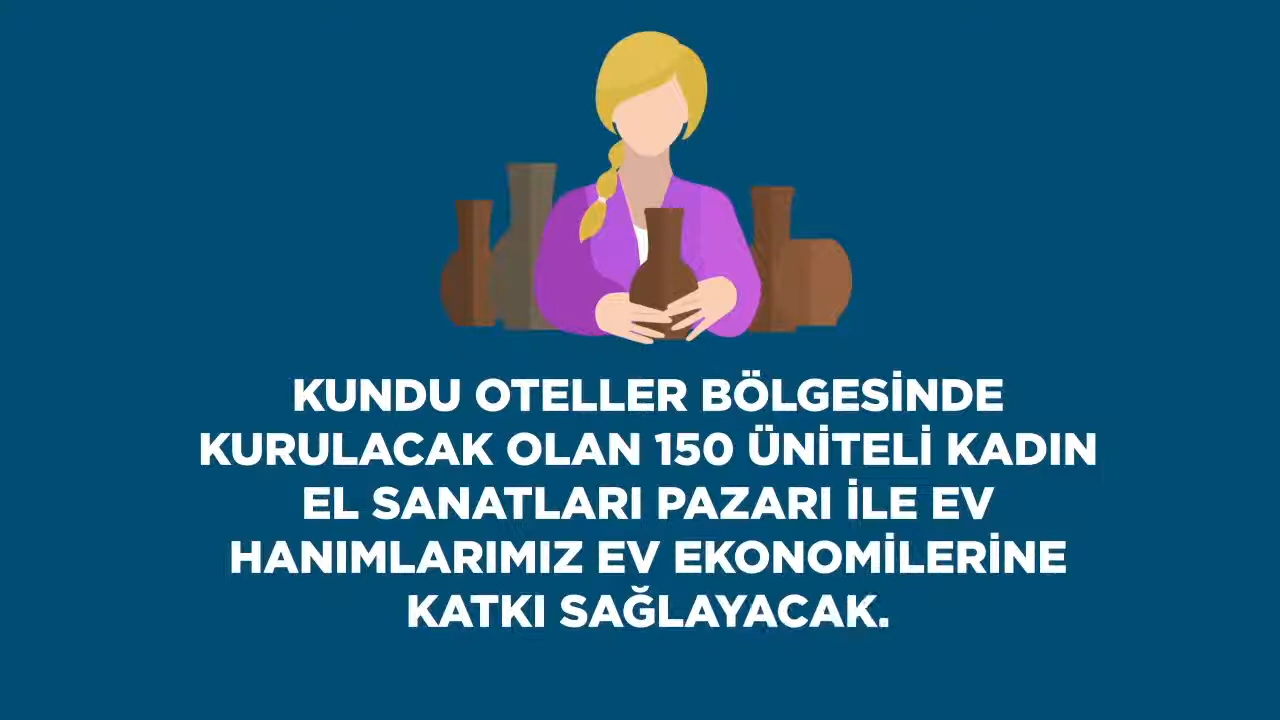 KUNDU OTELLER BÖLGESİNDE
KURULACAK OLAN 150 ÜNİTELİ KADIN
EL SANATLARI PAZARI İLE EV
HANIMLARIMIZ EV EKONOMİLERİNE
KATKI SAĞLAYACAK.